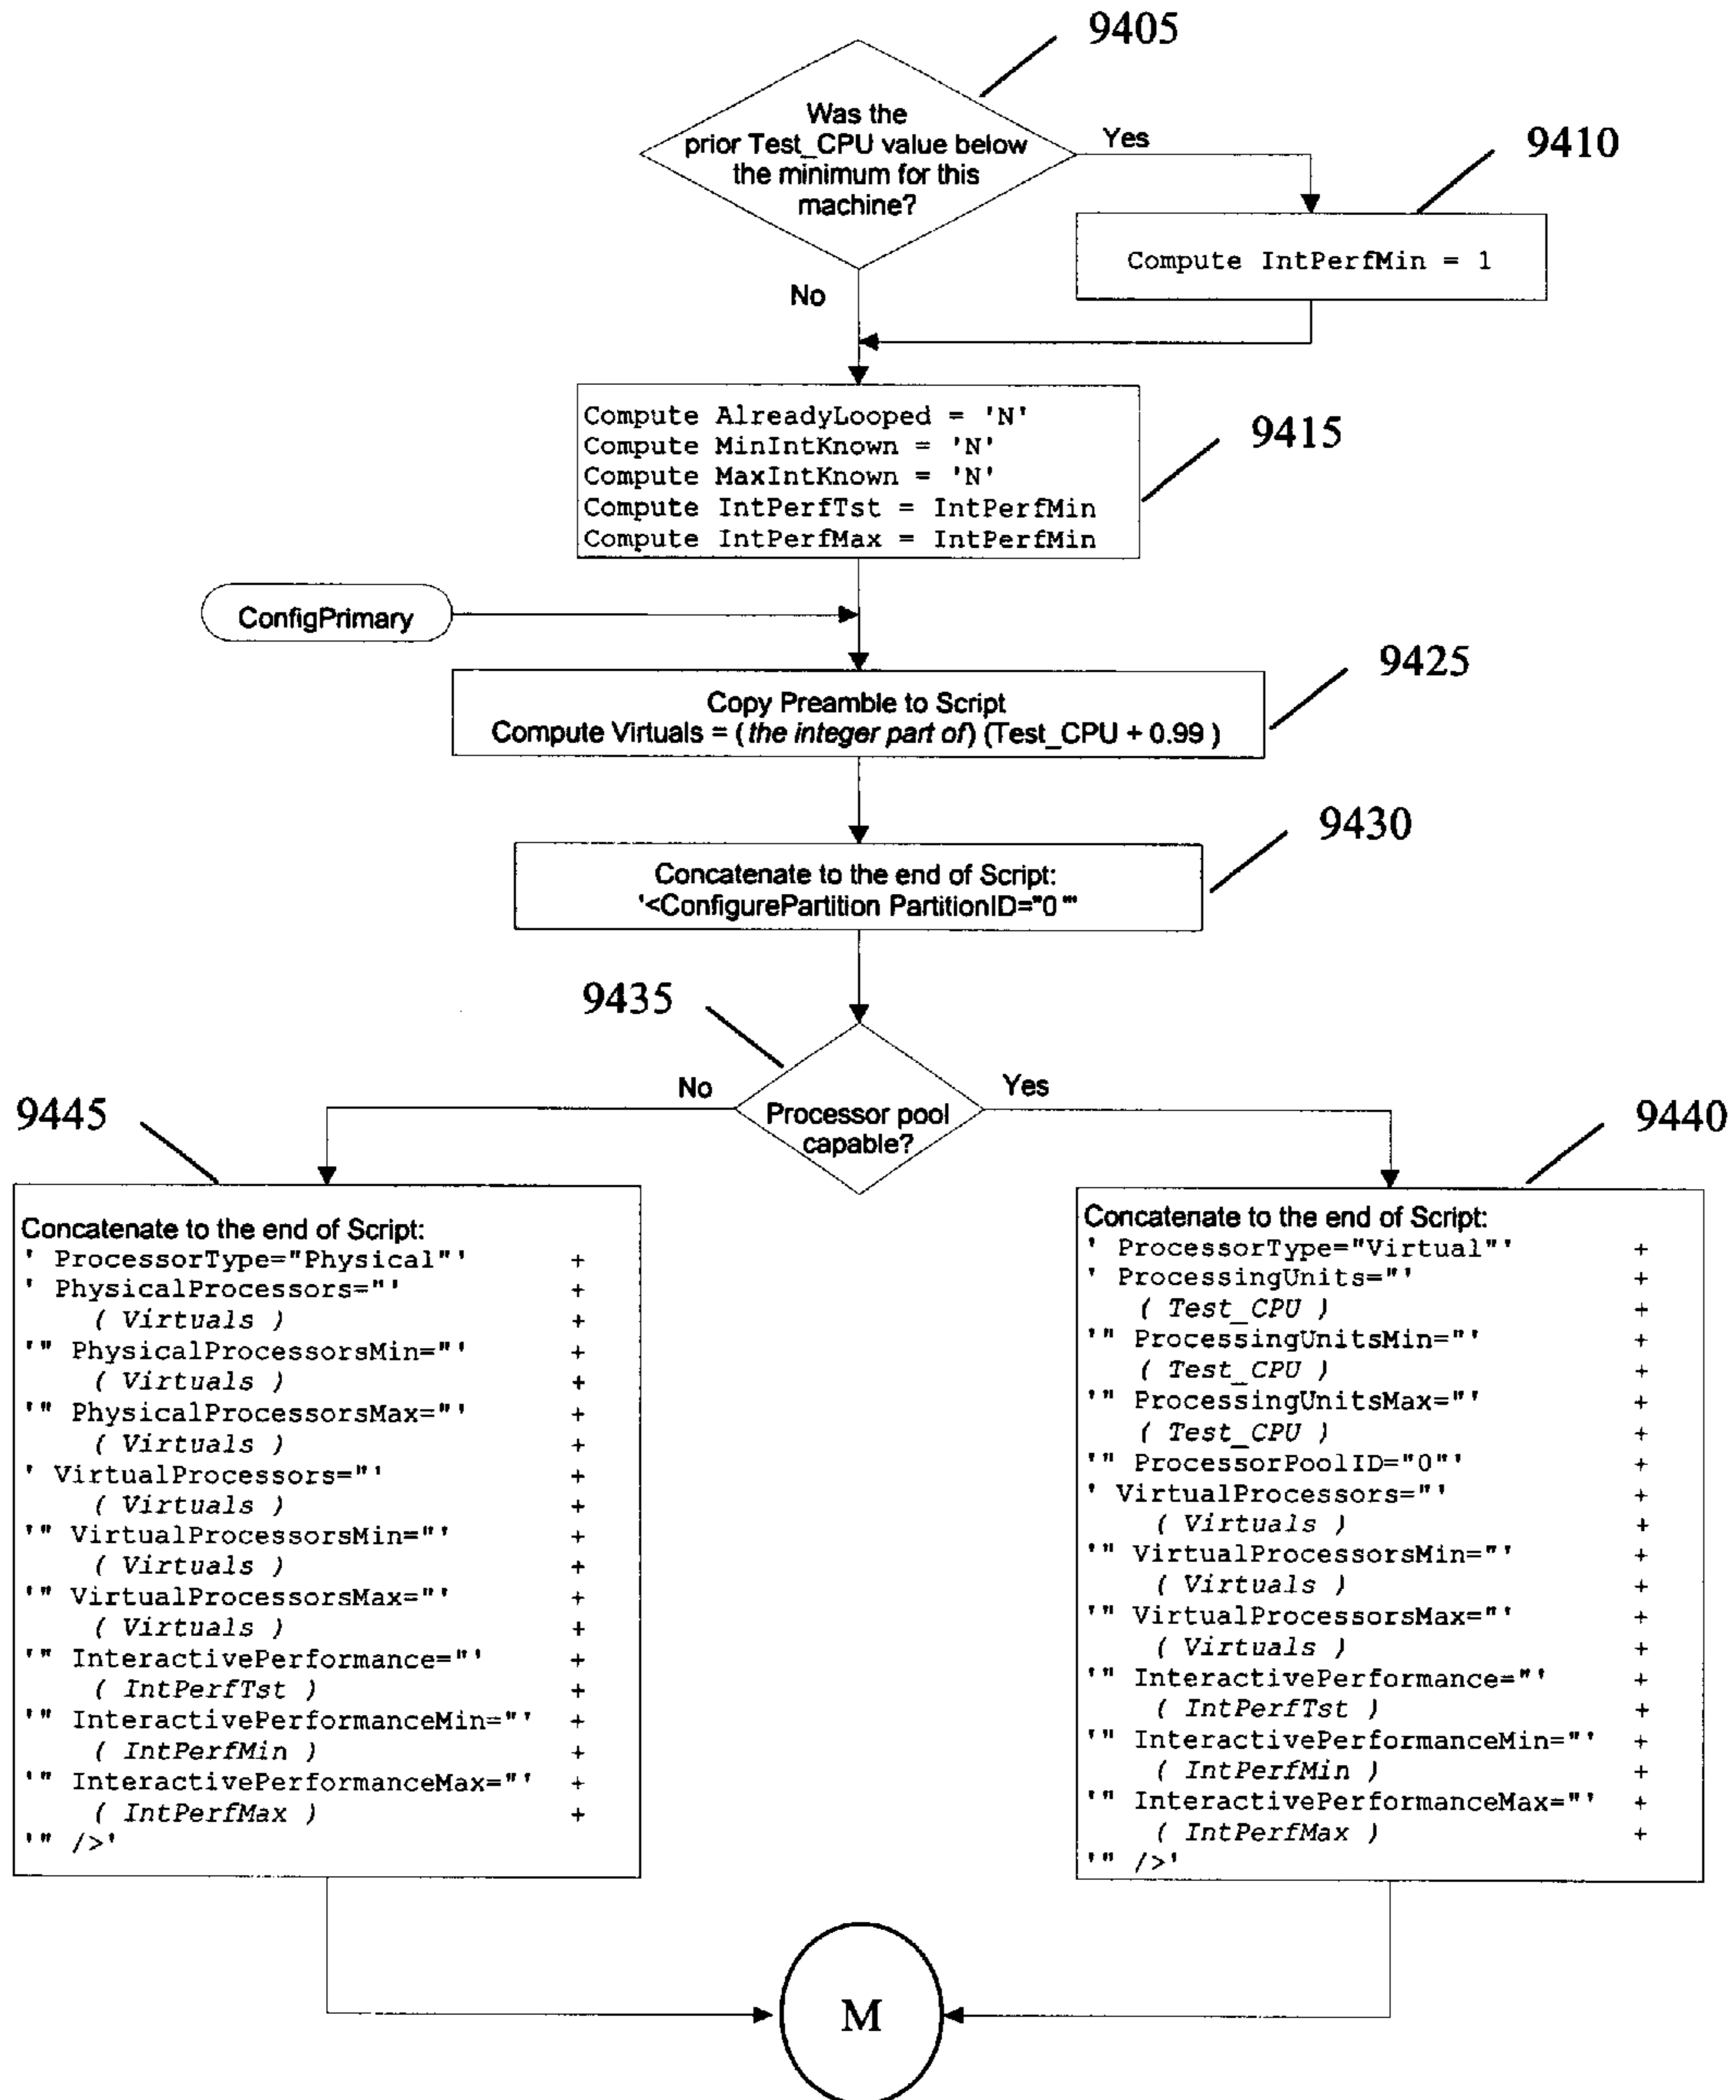 9405
Was the
prior Test_CPU value below
the minimum for this
machine?
Yes
9410
Compute IntPerfMin = 1
No
Compute AlreadyLooped = 'N'
Compute MinIntKnown = 'N'
Compute MaxIntKnown = 'N'
Compute IntPerfTst = IntPerfMin
Compute IntPerfMax = IntPerfMin
9415
ConfigPrimary
9425
Copy Preamble to Script
Compute Virtuals = (the integer part of) (Test_CPU + 0.99 )
9430
Concatenate to the end of Script:
'<ConfigurePartition PartitionID="0"'
9435
No
Yes
Processor pool
capable?
9445
Concatenate to the end of Script:
' ProcessorType="Physical"' +
' PhysicalProcessors="' +
( Virtuals ) +
'" PhysicalProcessorsMin="' +
( Virtuals ) +
'" PhysicalProcessorsMax="' +
( Virtuals ) +
' VirtualProcessors="' +
( Virtuals ) +
'" VirtualProcessorsMin="' +
( Virtuals ) +
'" VirtualProcessorsMax="' +
( Virtuals ) +
'" InteractivePerformance="' +
( IntPerfTst ) +
'" InteractivePerformanceMin="' +
( IntPerfMin ) +
'" InteractivePerformanceMax="' +
( IntPerfMax ) +
'" />'
9440
Concatenate to the end of Script:
' ProcessorType="Virtual"' +
' ProcessingUnits="' +
( Test_CPU ) +
'" ProcessingUnitsMin="' +
( Test_CPU ) +
'" ProcessingUnitsMax="' +
( Test_CPU ) +
'" ProcessorPoolID="0"' +
' VirtualProcessors="' +
( Virtuals ) +
'" VirtualProcessorsMin="' +
( Virtuals ) +
'" VirtualProcessorsMax="' +
( Virtuals ) +
'" InteractivePerformance="' +
( IntPerfTst ) +
'" InteractivePerformanceMin="' +
( IntPerfMin ) +
'" InteractivePerformanceMax="' +
( IntPerfMax ) +
'" />'
M